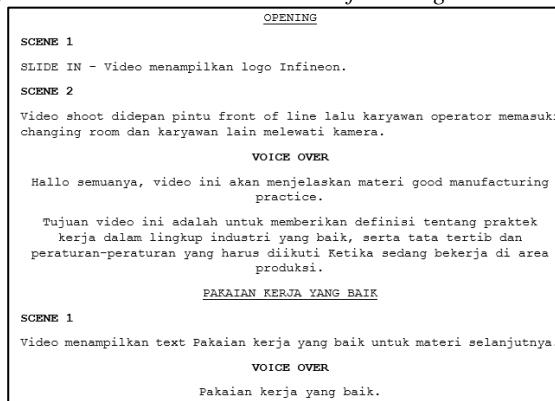 OPENING
SCENE 1
SLIDE IN – Video menampilkan logo Infineon.
SCENE 2
Video shoot didepan pintu front of line lalu karyawan operator memasuki
changing room dan karyawan lain melewati kamera.
VOICE OVER
Hallo semuanya, video ini akan menjelaskan materi good manufacturing
practice.
Tujuan video ini adalah untuk memberikan definisi tentang praktek
kerja dalam lingkup industri yang baik, serta tata tertib dan
peraturan-peraturan yang harus diikuti Ketika sedang bekerja di area
produksi.
PAKAIAN KERJA YANG BAIK
SCENE 1
Video menampilkan text Pakaian kerja yang baik untuk materi selanjutnya.
VOICE OVER
Pakaian kerja yang baik.